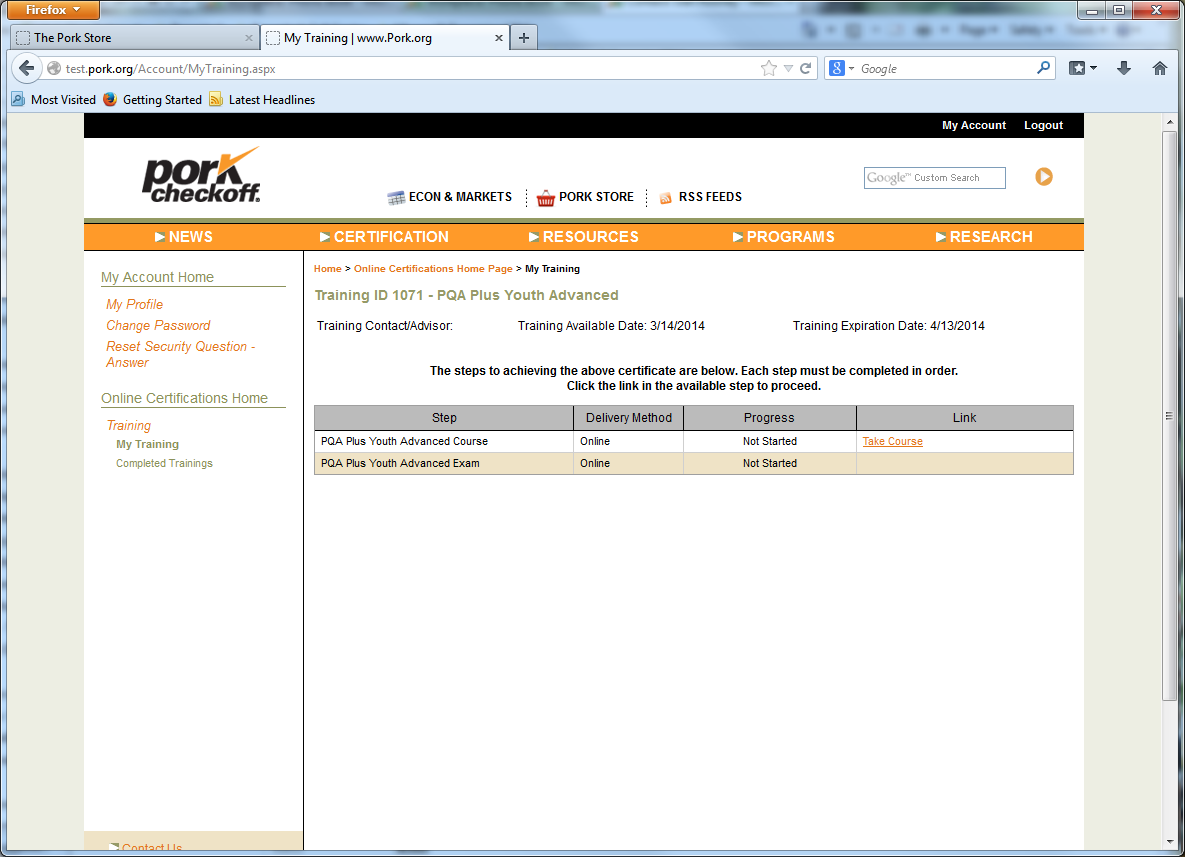 Firefox
The Pork Store
My Training | www.Pork.org
test.pork.org/Account/MyTraining.aspx
Google
Most Visited
Getting Started
Latest Headlines
My Account
Logout
pork
checkoff.
ECON & MARKETS
PORK STORE
RSS FEEDS
Google™ Custom Search
NEWS
CERTIFICATION
RESOURCES
PROGRAMS
RESEARCH
My Account Home
My Profile
Change Password
Reset Security Question -
Answer
Online Certifications Home
Training
My Training
Completed Trainings
Home > Online Certifications Home Page > My Training
Training ID 1071 - PQA Plus Youth Advanced
Training Contact/Advisor: Training Available Date: 3/14/2014 Training Expiration Date: 4/13/2014
The steps to achieving the above certificate are below. Each step must be completed in order.
Click the link in the available step to proceed.
Step Delivery Method Progress Link
PQA Plus Youth Advanced Course Online Not Started Take Course
PQA Plus Youth Advanced Exam Online Not Started
Contact Us